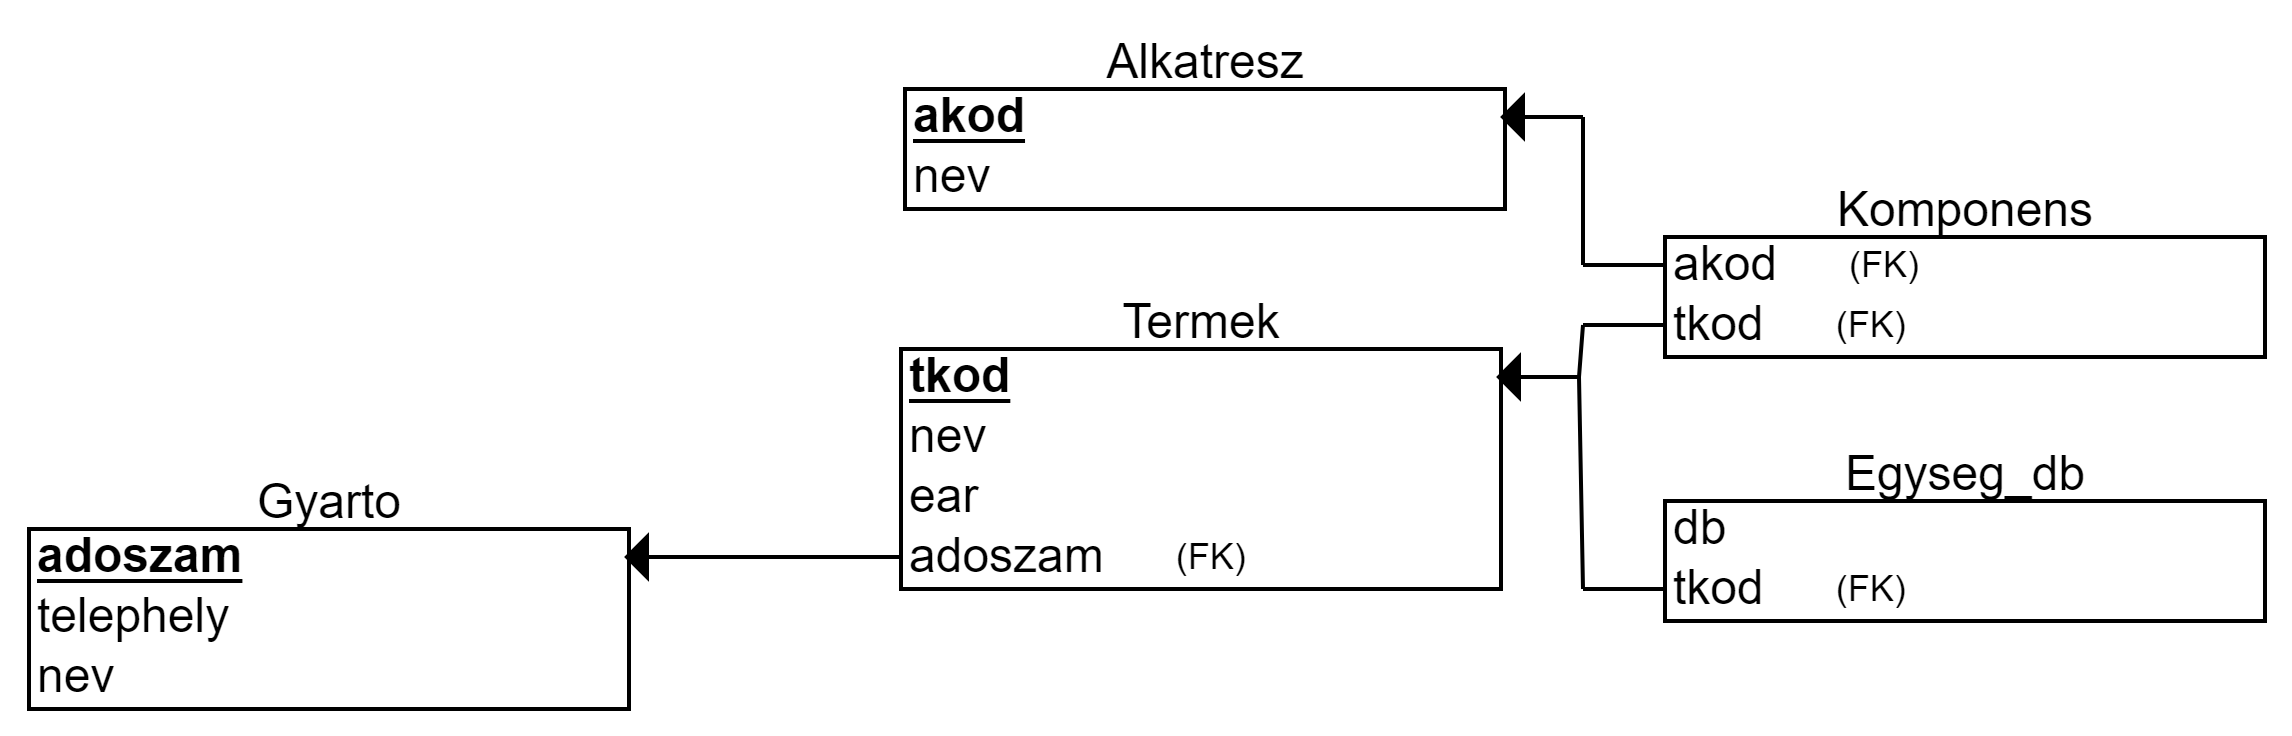 Alkatresz
akod
nev
Komponens
akod (FK)
tkod (FK)
Termek
tkod
nev
ear
adoszam (FK)
Egyseg_db
db
tkod (FK)
Gyarto
adoszam
telephely
nev